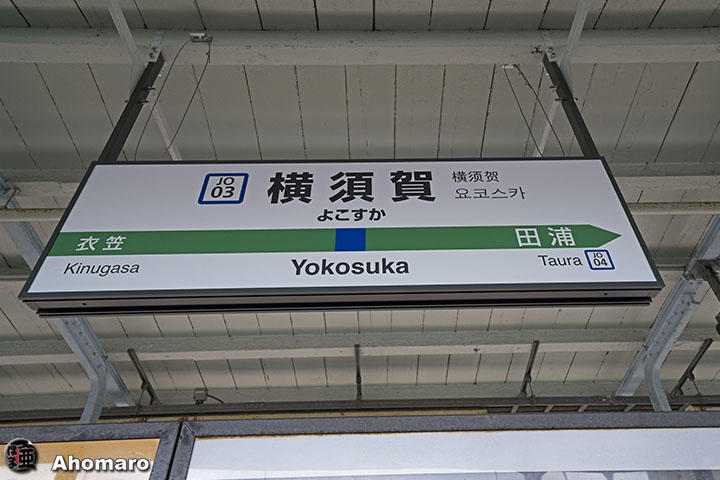 JO
03
横須賀
よこすか
横须贺
요코스카
衣笠
田浦
Kinugasa
Yokosuka
Taura
JO
04
Ahomaro